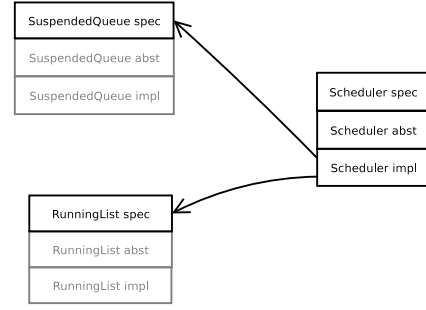 SuspendedQueue spec
SuspendedQueue abst
SuspendedQueue impl
Scheduler spec
Scheduler abst
Scheduler impl
RunningList spec
RunningList abst
RunningList impl